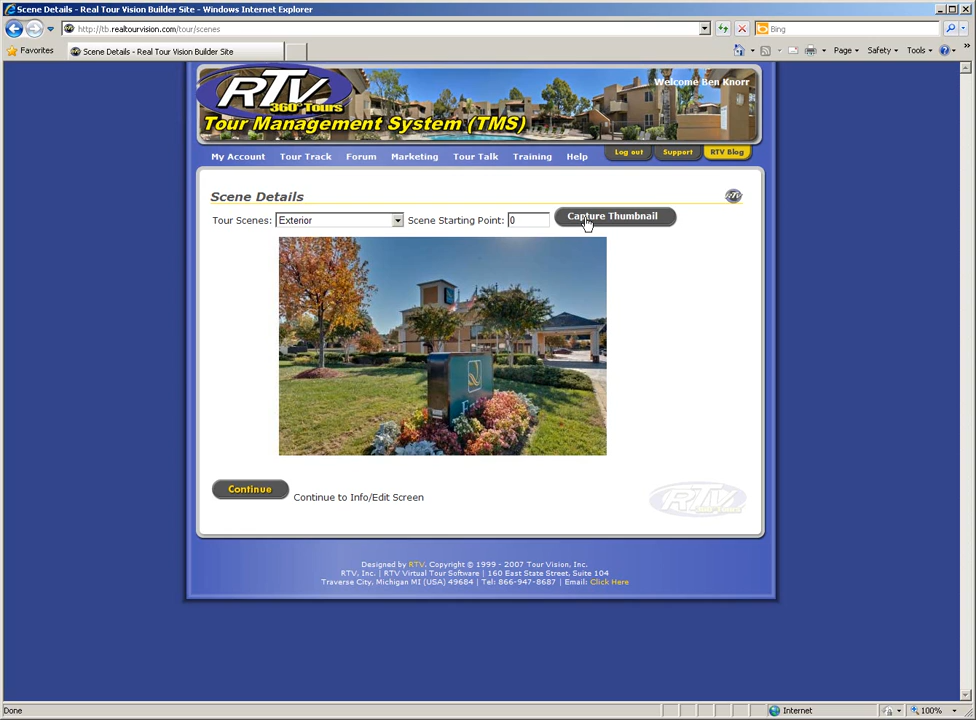 Scene Details - Real Tour Vision Builder Site - Windows Internet Explorer
http://tb.realtourvision.com/tour/scenes
Bing
Favorites
Scene Details - Real Tour Vision Builder Site
Page
Safety
Tools
Welcome Ben Knorr
RTV
360° Tours
Tour Management System (TMS)
My Account Tour Track Forum Marketing Tour Talk Training Help Log out Support RTV Blog
Scene Details
RTV
Tour Scenes: Exterior Scene Starting Point: 0 Capture Thumbnail
Continue Continue to Info/Edit Screen
RTV
360° Tours
Designed by RTV. Copyright © 1999 - 2007 Tour Vision, Inc.
RTV, Inc. | RTV Virtual Tour Software | 160 East State Street, Suite 104
Traverse City, Michigan MI (USA) 49684 | Tel: 866-947-8687 | Email: Click Here
Done Internet 100%